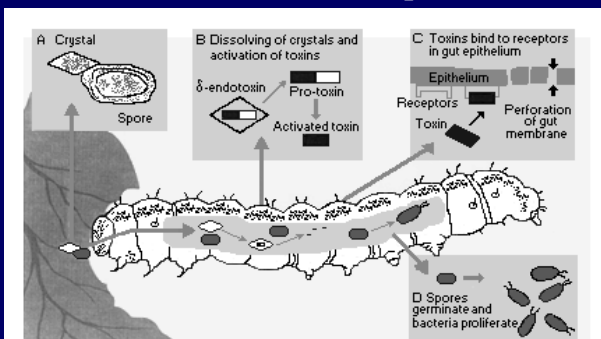 A Crystal
Spore
B Dissolving of crystals and
activation of toxins
δ-endotoxin
Pro-toxin
Activated toxin
C Toxins bind to receptors
in gut epithelium
Epithelium
Receptors
Toxin
Perforation
of gut
membrane
D Spores
germinate and
bacteria proliferate